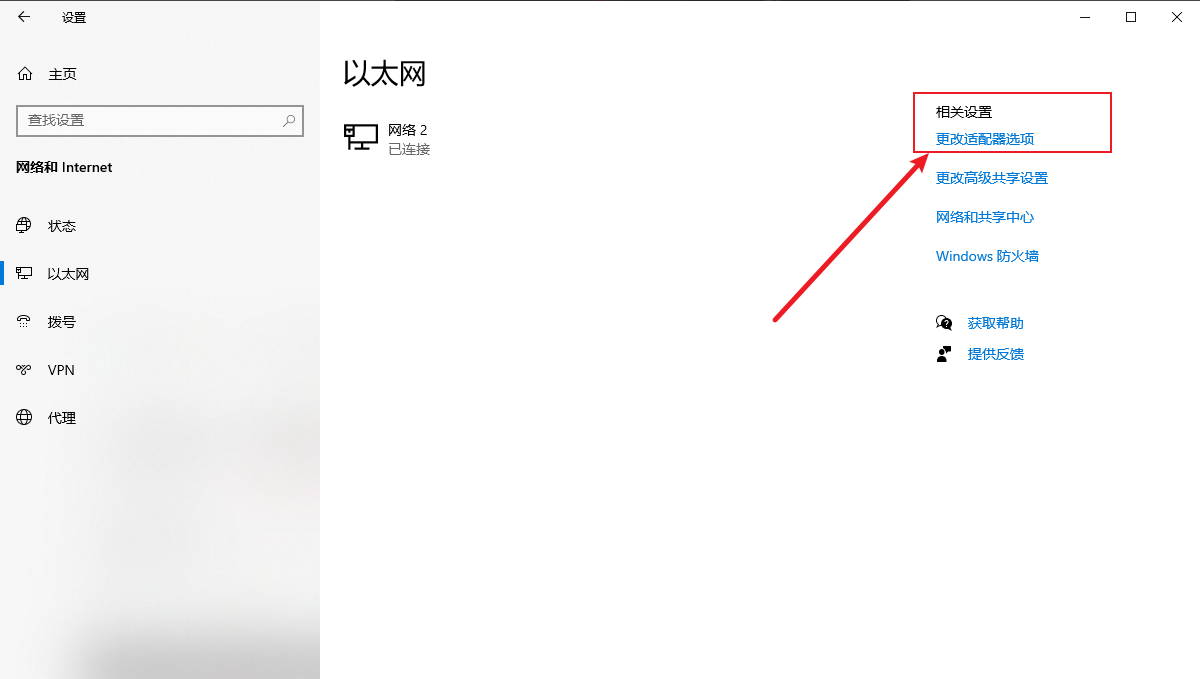 设置
主页
查找设置
网络和 Internet
状态
以太网
拨号
VPN
代理
以太网
网络 2
已连接
相关设置
更改适配器选项
更改高级共享设置
网络和共享中心
Windows 防火墙
获取帮助
提供反馈